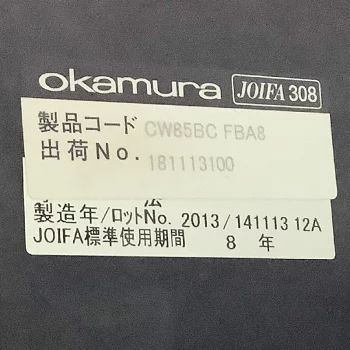 okamura JOIFA 308
製品コード CW85BC FBA8
出荷No. 181113100
製造年/ロットNo. 2013/141113 12A
JOIFA標準使用期間 8 年